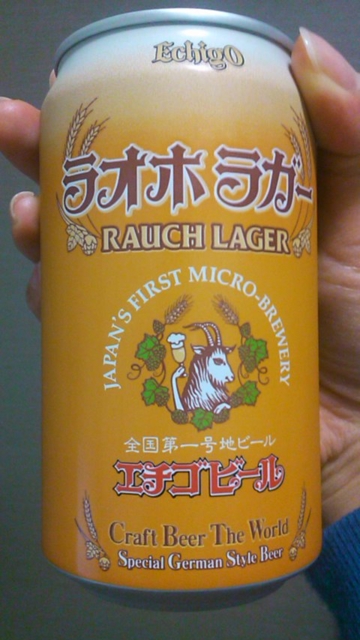 EchigO
ラオホ ラガー
RAUCH LAGER
JAPAN'S FIRST MICRO-BREWERY
全国第一号地ビール
エチゴビール
Craft Beer The World
Special German Style Beer